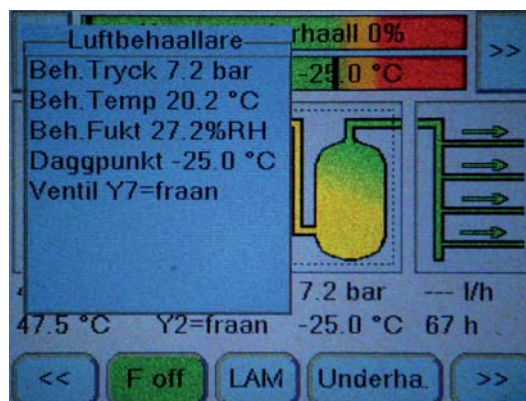 Luftbehaallare
rhaall 0%
>>
-25.0 °C
Beh.Tryck 7.2 bar
Beh.Temp 20.2 °C
Beh.Fukt 27.2%RH
Daggpunkt -25.0 °C
Ventil Y7=fraan
7.2 bar --- l/h
47.5 °C Y2=fraan -25.0 °C 67 h
<< F off LAM Underha. >>